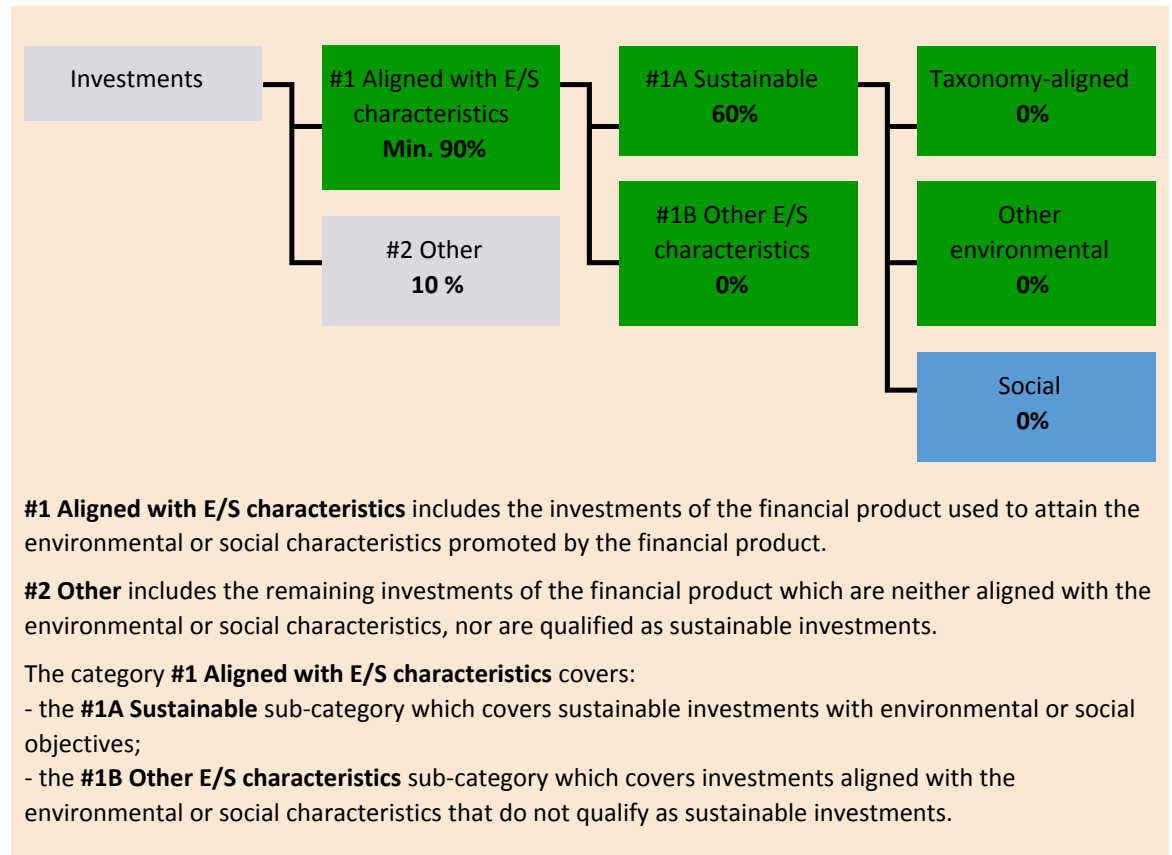 Investments
#1 Aligned with E/S
characteristics
Min. 90%
#2 Other
10 %
#1A Sustainable
60%
#1B Other E/S
characteristics
0%
Taxonomy-aligned
0%
Other
environmental
0%
Social
0%
#1 Aligned with E/S characteristics includes the investments of the financial product used to attain the
environmental or social characteristics promoted by the financial product.
#2 Other includes the remaining investments of the financial product which are neither aligned with the
environmental or social characteristics, nor are qualified as sustainable investments.
The category #1 Aligned with E/S characteristics covers:
- the #1A Sustainable sub-category which covers sustainable investments with environmental or social
objectives;
- the #1B Other E/S characteristics sub-category which covers investments aligned with the
environmental or social characteristics that do not qualify as sustainable investments.